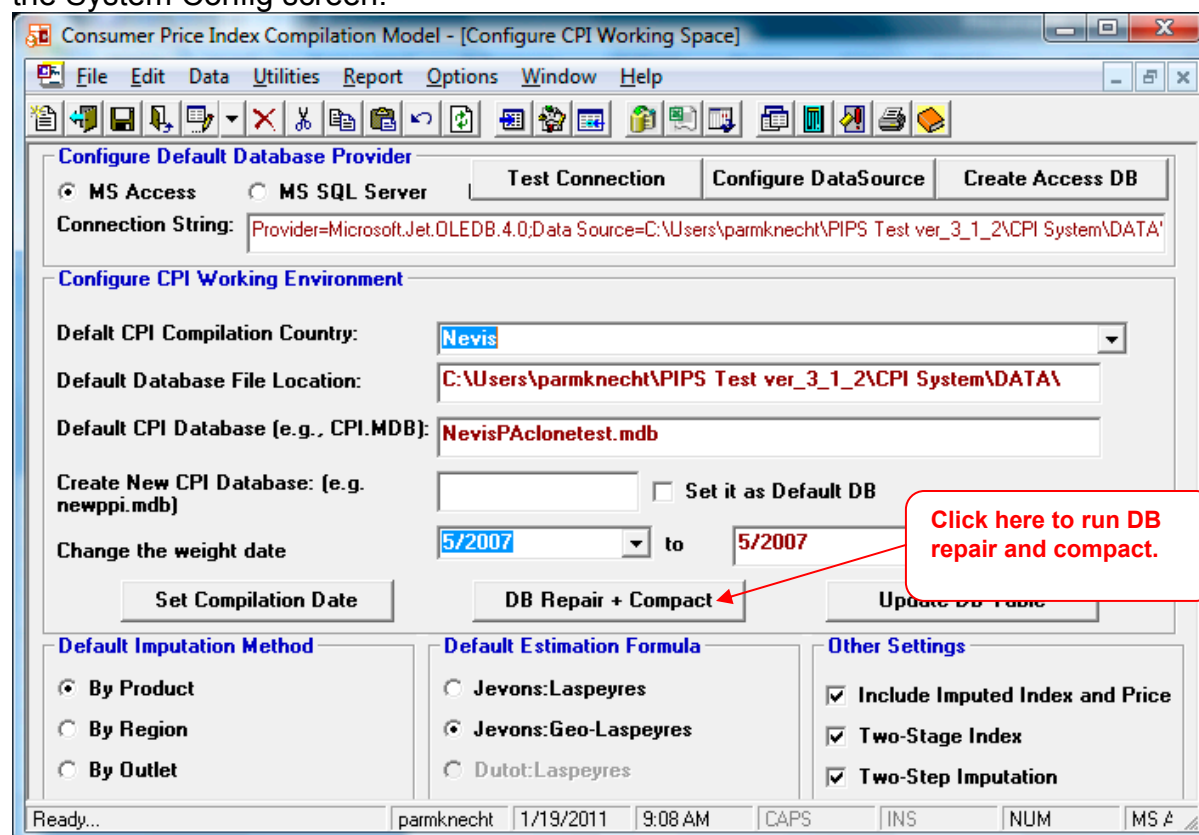 the System Config screen.
Consumer Price Index Compilation Model - [Configure CPI Working Space]
File Edit Data Utilities Report Options Window Help
Configure Default Database Provider
MS Access MS SQL Server
Test Connection Configure DataSource Create Access DB
Connection String: Provider=Microsoft.Jet.OLEDB.4.0;Data Source=C:\Users\parmknecht\PIPS Test ver_3_1_2\CPI System\DATA'
Configure CPI Working Environment
Defalt CPI Compilation Country: Nevis
Default Database File Location: C:\Users\parmknecht\PIPS Test ver_3_1_2\CPI System\DATA\
Default CPI Database (e.g., CPI.MDB): NevisPAclonetest.mdb
Create New CPI Database: (e.g.
newppi.mdb)
Set it as Default DB
Change the weight date 5/2007 to 5/2007
Click here to run DB
repair and compact.
Set Compilation Date DB Repair + Compact Update DB Table
Default Imputation Method
By Product
By Region
By Outlet
Default Estimation Formula
Jevons:Laspeyres
Jevons:Geo-Laspeyres
Dutot:Laspeyres
Other Settings
Include Imputed Index and Price
Two-Stage Index
Two-Step Imputation
Ready... parmknecht 1/19/2011 9:08 AM CAPS INS NUM MS